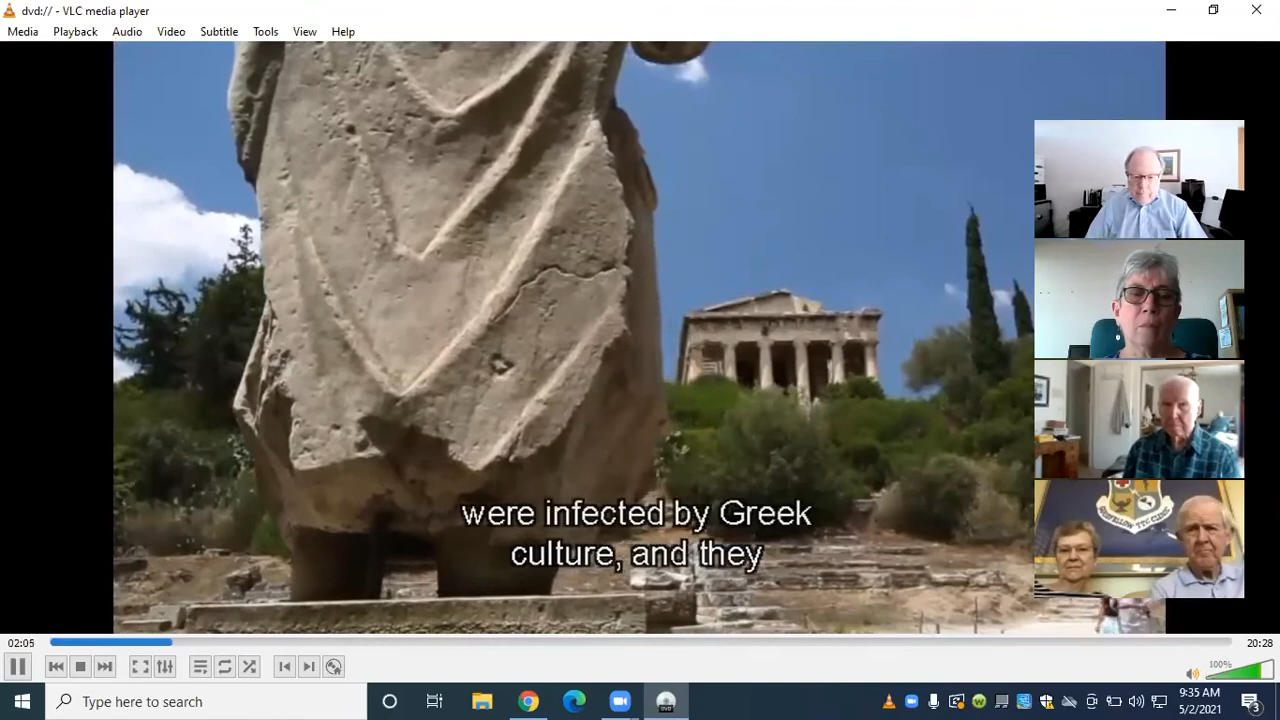 dvd:// - VLC media player
Media Playback Audio Video Subtitle Tools View Help
were infected by Greek
culture, and they
02:05
20:28
100%
Type here to search
9:35 AM
5/2/2021
3